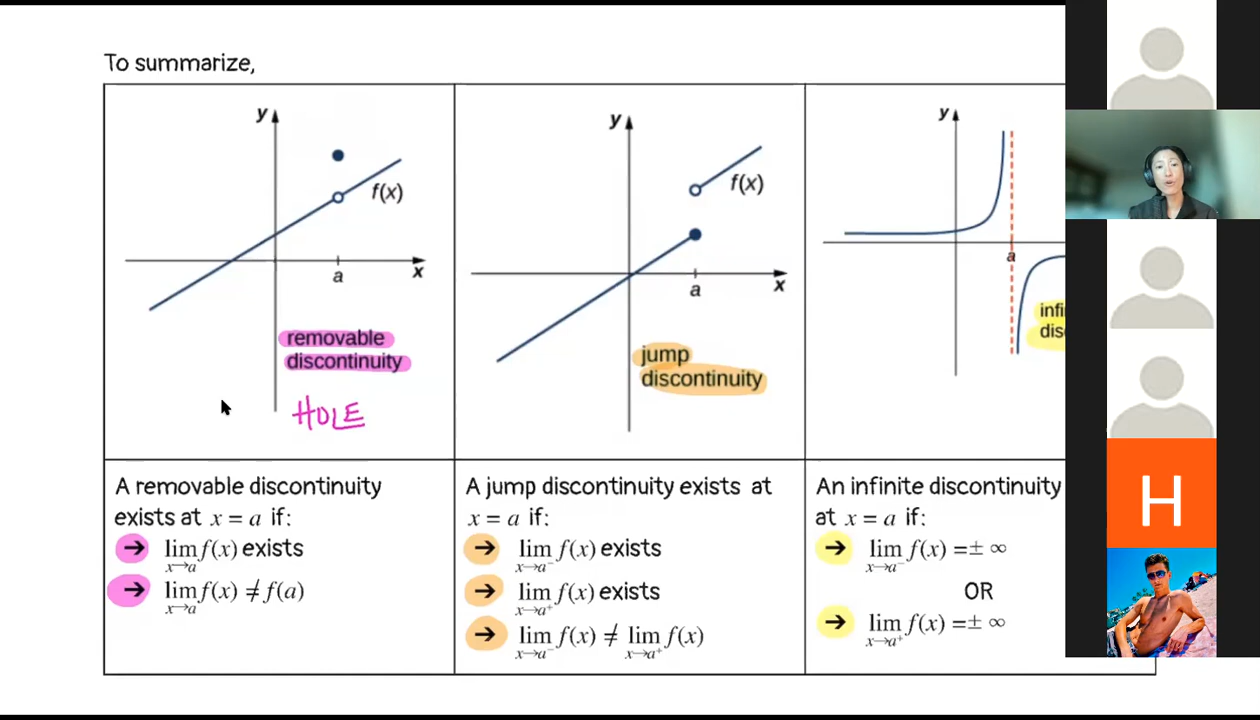 To summarize,
y
f(x)
a
x
removable
discontinuity
HOLE
y
f(x)
a
x
jump
discontinuity
y
a
A removable discontinuity
exists at x = a if:
→ lim f(x) exists
x→a
→ lim f(x) ≠ f(a)
x→a
A jump discontinuity exists at
x = a if:
→ lim f(x) exists
x→a⁻
→ lim f(x) exists
x→a⁺
→ lim f(x) ≠ lim f(x)
x→a⁻ x→a⁺
An infinite discontinuity
at x = a if:
→ lim f(x) = ± ∞
x→a⁻
OR
→ lim f(x) = ± ∞
x→a⁺
H